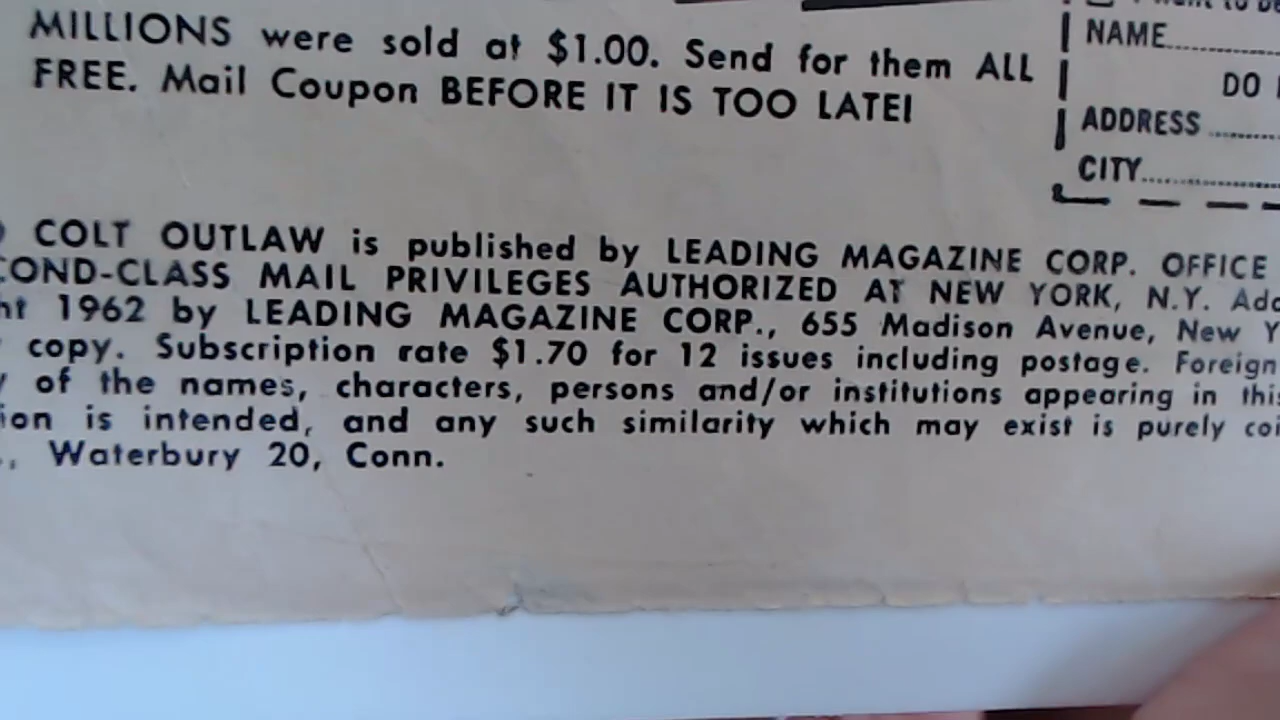 MILLIONS were sold at $1.00. Send for them ALL
FREE. Mail Coupon BEFORE IT IS TOO LATE!
NAME
DO
ADDRESS
CITY
COLT OUTLAW is published by LEADING MAGAZINE CORP. OFFICE
COND-CLASS MAIL PRIVILEGES AUTHORIZED AT NEW YORK, N.Y.
1962 by LEADING MAGAZINE CORP., 655 Madison Avenue, New
copy. Subscription rate $1.70 for 12 issues including postage. Foreign
of the names, characters, persons and/or institutions appearing in this
ion is intended, and any such similarity which may exist is purely coi
., Waterbury 20, Conn.